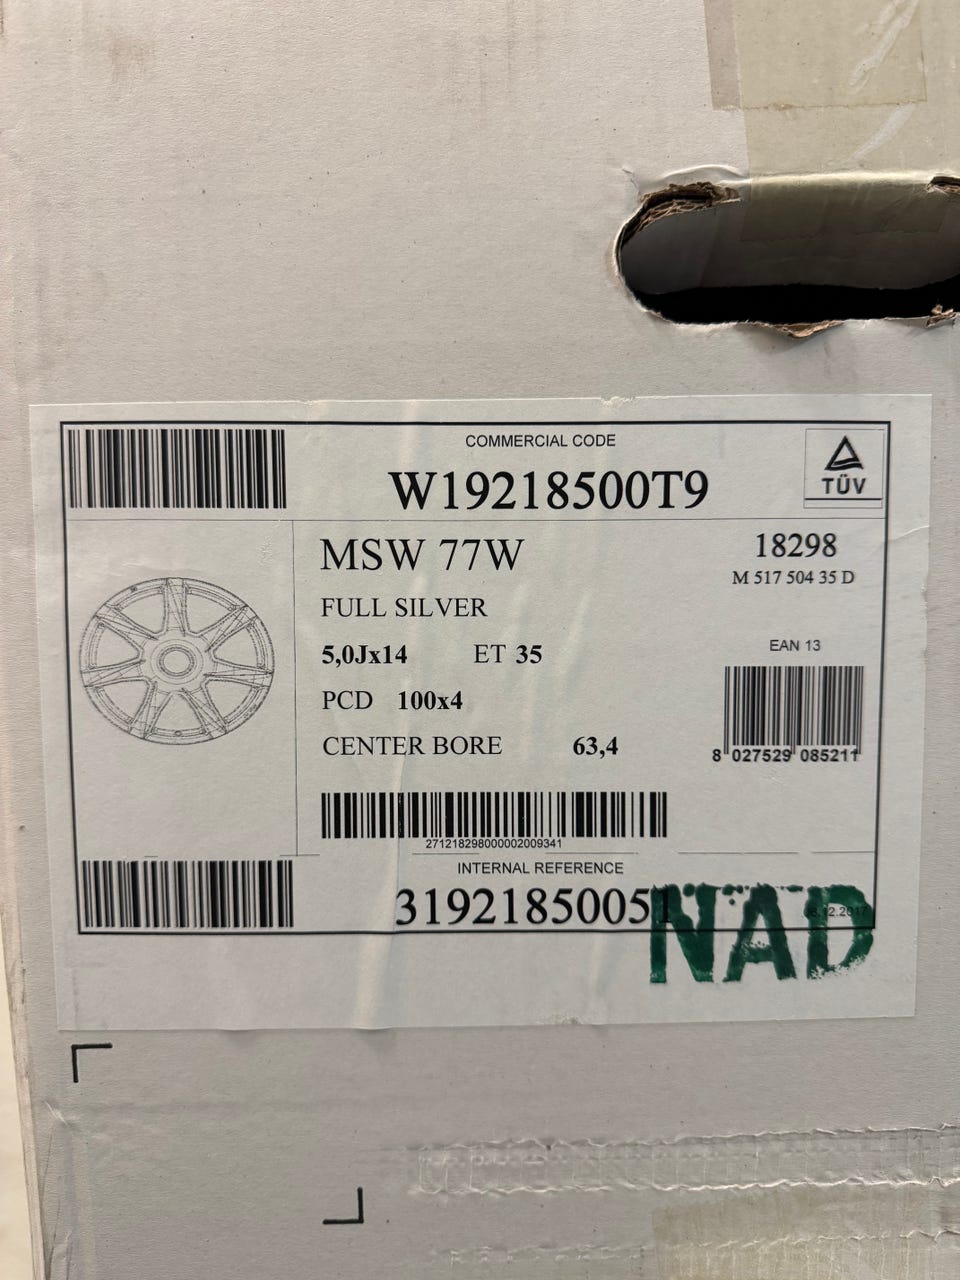 COMMERCIAL CODE
W19218500T9
TÜV
MSW 77W
18298
M 517 504 35 D
FULL SILVER
5,0Jx14 ET 35
EAN 13
PCD 100x4
CENTER BORE 63,4
8 027529 085211
271218298000002009341
INTERNAL REFERENCE
31921850051
NAD